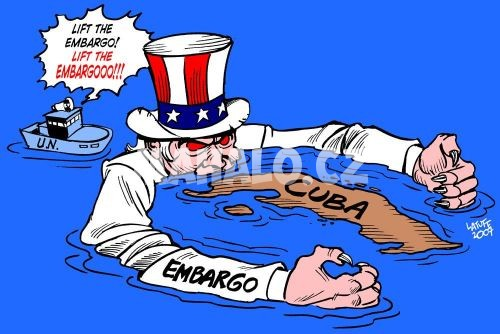 LIFT THE
EMBARGO!
LIFT THE
EMBARGOOO!!!
U.N.
CUBA
EMBARGO
LATUFF
2007